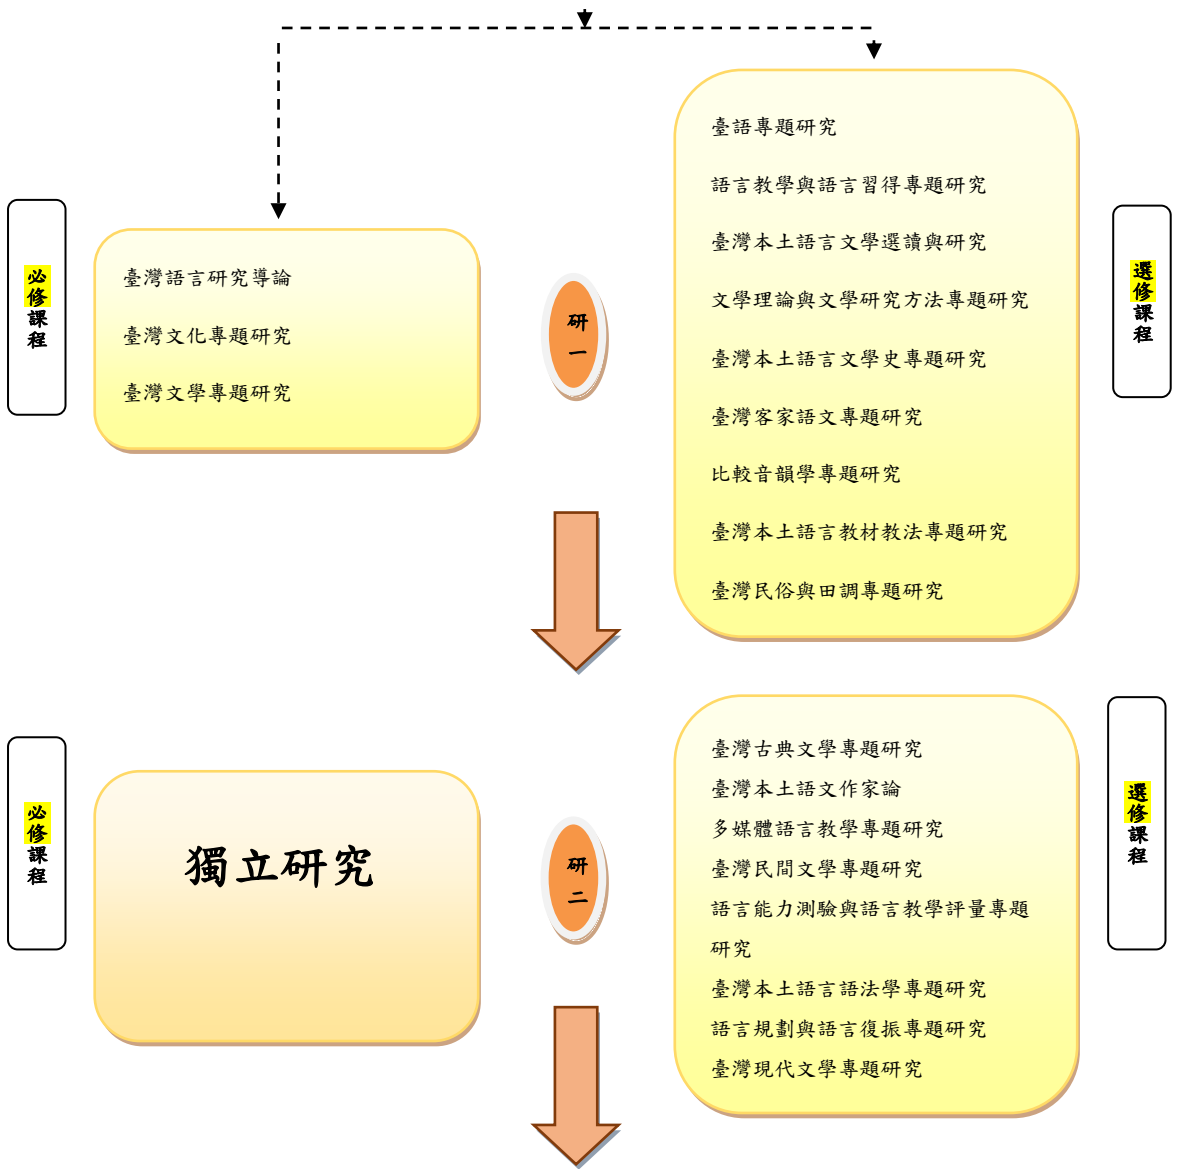 必修課程
臺灣語言研究導論
臺灣文化專題研究
臺灣文學專題研究
研一
臺語專題研究
語言教學與語言習得專題研究
臺灣本土語言文學選讀與研究
文學理論與文學研究方法專題研究
臺灣本土語言文學史專題研究
臺灣客家語文專題研究
比較音韻學專題研究
臺灣本土語言教材教法專題研究
臺灣民俗與田調專題研究
選修課程
必修課程
獨立研究
研二
臺灣古典文學專題研究
臺灣本土語文作家論
多媒體語言教學專題研究
臺灣民間文學專題研究
語言能力測驗與語言教學評量專題
研究
臺灣本土語言語法學專題研究
語言規劃與語言復振專題研究
臺灣現代文學專題研究
選修課程